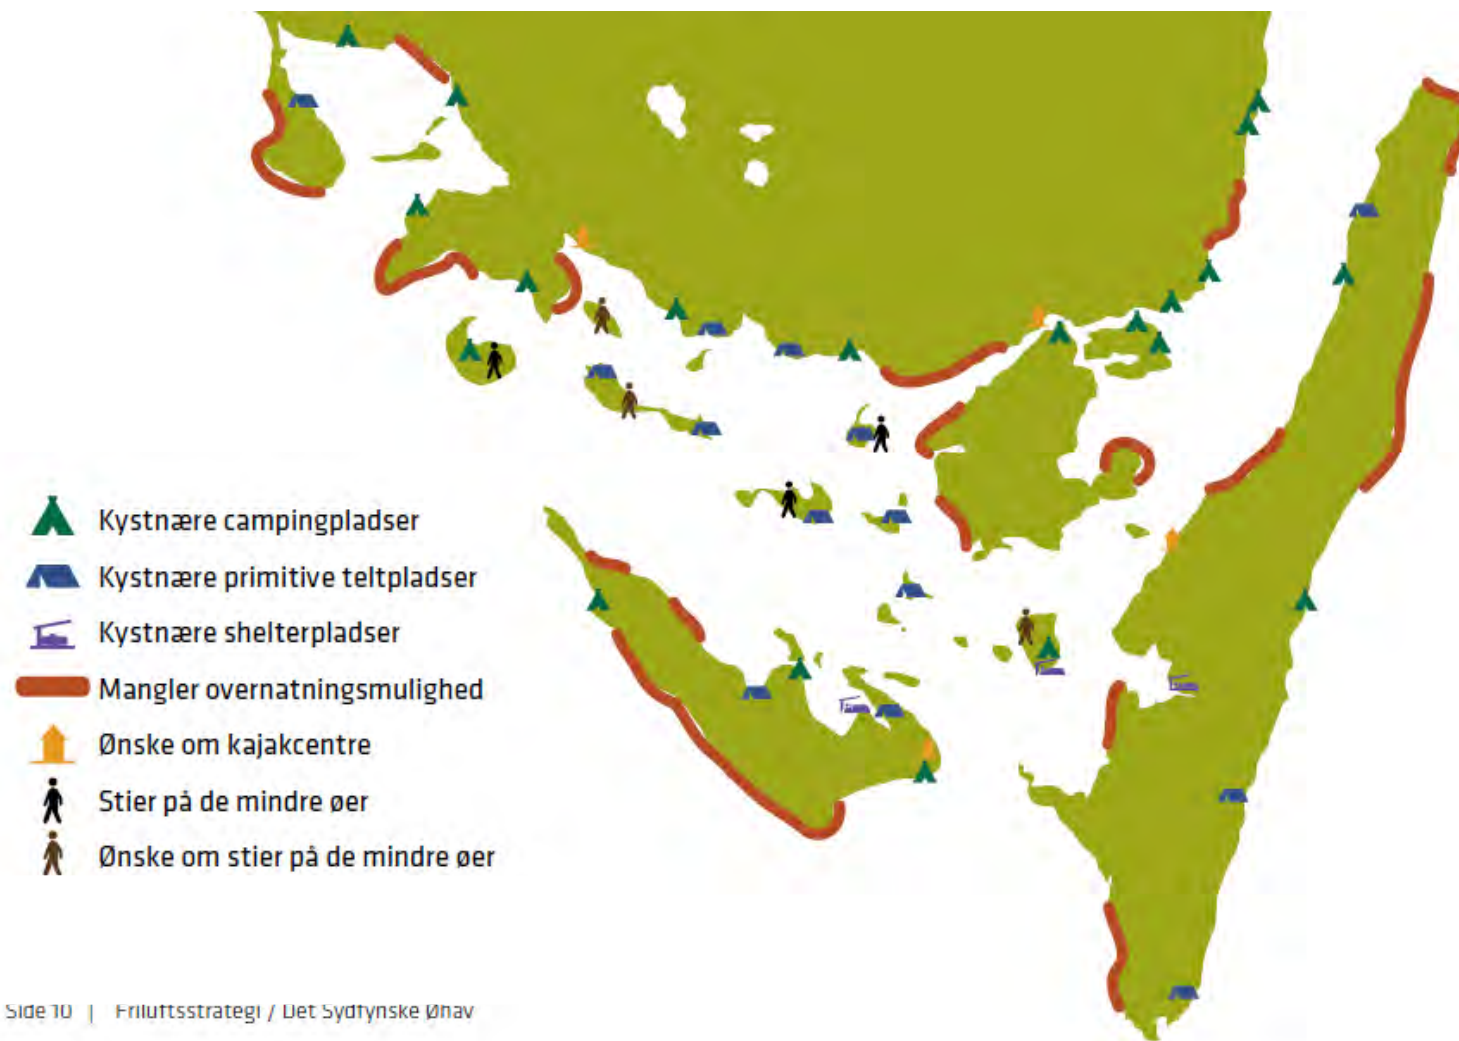 Kystnære campingpladser
Kystnære primitive teltpladser
Kystnære shelterpladser
Mangler overnatningsmulighed
Ønske om kajakcentre
Stier på de mindre øer
Ønske om stier på de mindre øer
Side 10 | Friluftsstrategi / Det Sydfynske Øhav